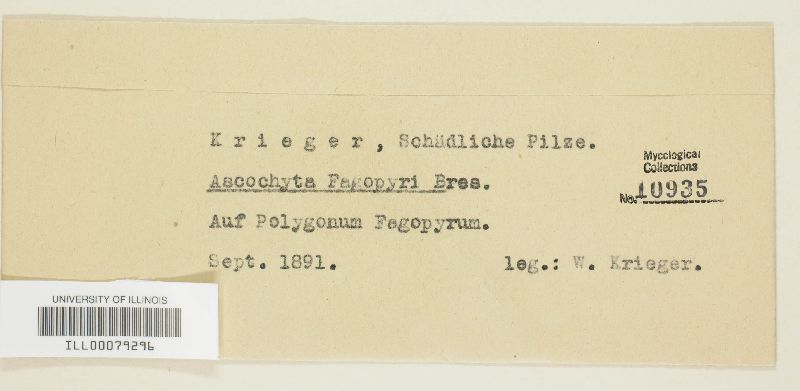 K r i e g e r , Schädliche Pilze.
Ascochyta Fagopyri Bres.
Auf Polygonum Fagopyrum.
Sept. 1891. leg.: W. Krieger.
Mycological
Collections
No. 10935
UNIVERSITY OF ILLINOIS
ILL00079296